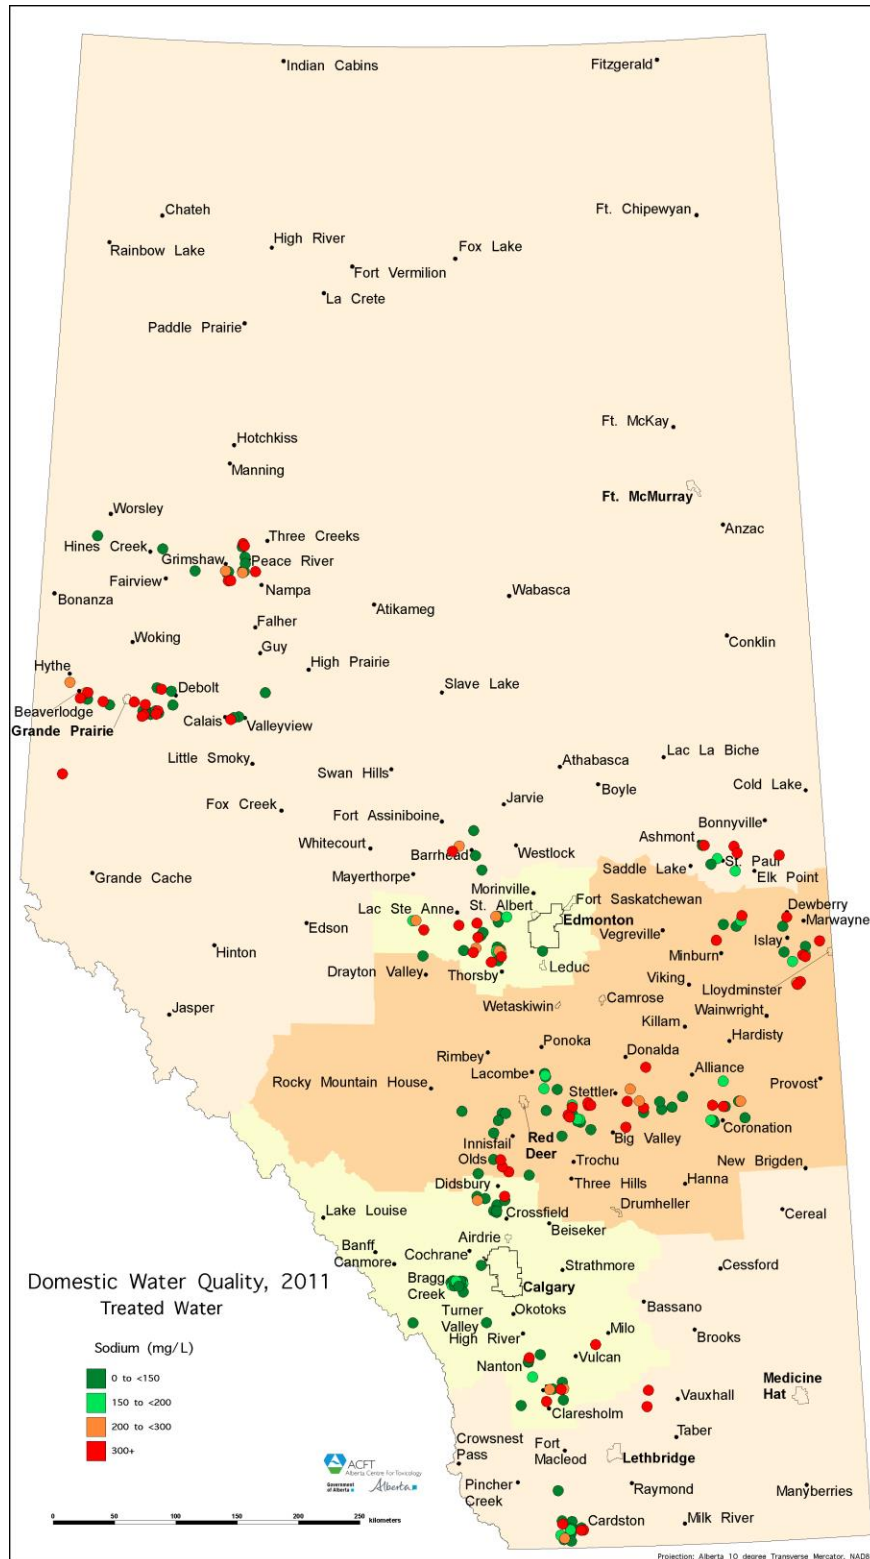 Indian Cabins
Fitzgerald
Chateh
Ft. Chipewyan
Rainbow Lake
High River
Fox Lake
Fort Vermilion
La Crete
Paddle Prairie
Ft. McKay
Hotchkiss
Manning
Ft. McMurray
Worsley
Anzac
Three Creeks
Hines Creek
Grimshaw
Peace River
Fairview
Nampa
Wabasca
Bonanza
Atikameg
Falher
Woking
Conklin
Guy
High Prairie
Hythe
Debolt
Slave Lake
Beaverlodge
Calais
Valleyview
Grande Prairie
Lac La Biche
Little Smoky
Athabasca
Swan Hills
Cold Lake
Boyle
Fox Creek
Jarvie
Fort Assiniboine
Bonnyville
Ashmont
Whitecourt
Barrhead
Westlock
St. Paul
Saddle Lake
Elk Point
Grande Cache
Mayerthorpe
Morinville
Fort Saskatchewan
Lac Ste Anne
St. Albert
Dewberry
Edmonton
Marwayne
Edson
Vegreville
Islay
Hinton
Minburn
Leduc
Drayton Valley
Thorsby
Viking
Lloydminster
Wetaskiwin
Camrose
Wainwright
Jasper
Killam
Hardisty
Ponoka
Donalda
Rimbey
Lacombe
Alliance
Provost
Rocky Mountain House
Stettler
Coronation
Innisfail
Red
Deer
Big Valley
Olds
Trochu
New Brigden
Didsbury
Three Hills
Hanna
Drumheller
Lake Louise
Crossfield
Cereal
Beiseker
Airdrie
Banff
Cochrane
Canmore
Strathmore
Cessford
Domestic Water Quality, 2011
Bragg
Creek
Calgary
Treated Water
Turner
Valley
Okotoks
Bassano
High River
Milo
Brooks
Sodium (mg/L)
Nanton
Vulcan
0 to <150
Medicine
Hat
150 to <200
Vauxhall
200 to <300
Claresholm
300+
Taber
Crowsnest
Pass
Fort
Macleod
Lethbridge
ACFT
Alberta Centre for Toxicology
Government
of Alberta
Alberta
Pincher
Creek
Raymond
Manyberries
Cardston
Milk River
0 50 100 150 200 250
kilometers
Projection: Alberta 10 degree Transverse Mercator, NAD8